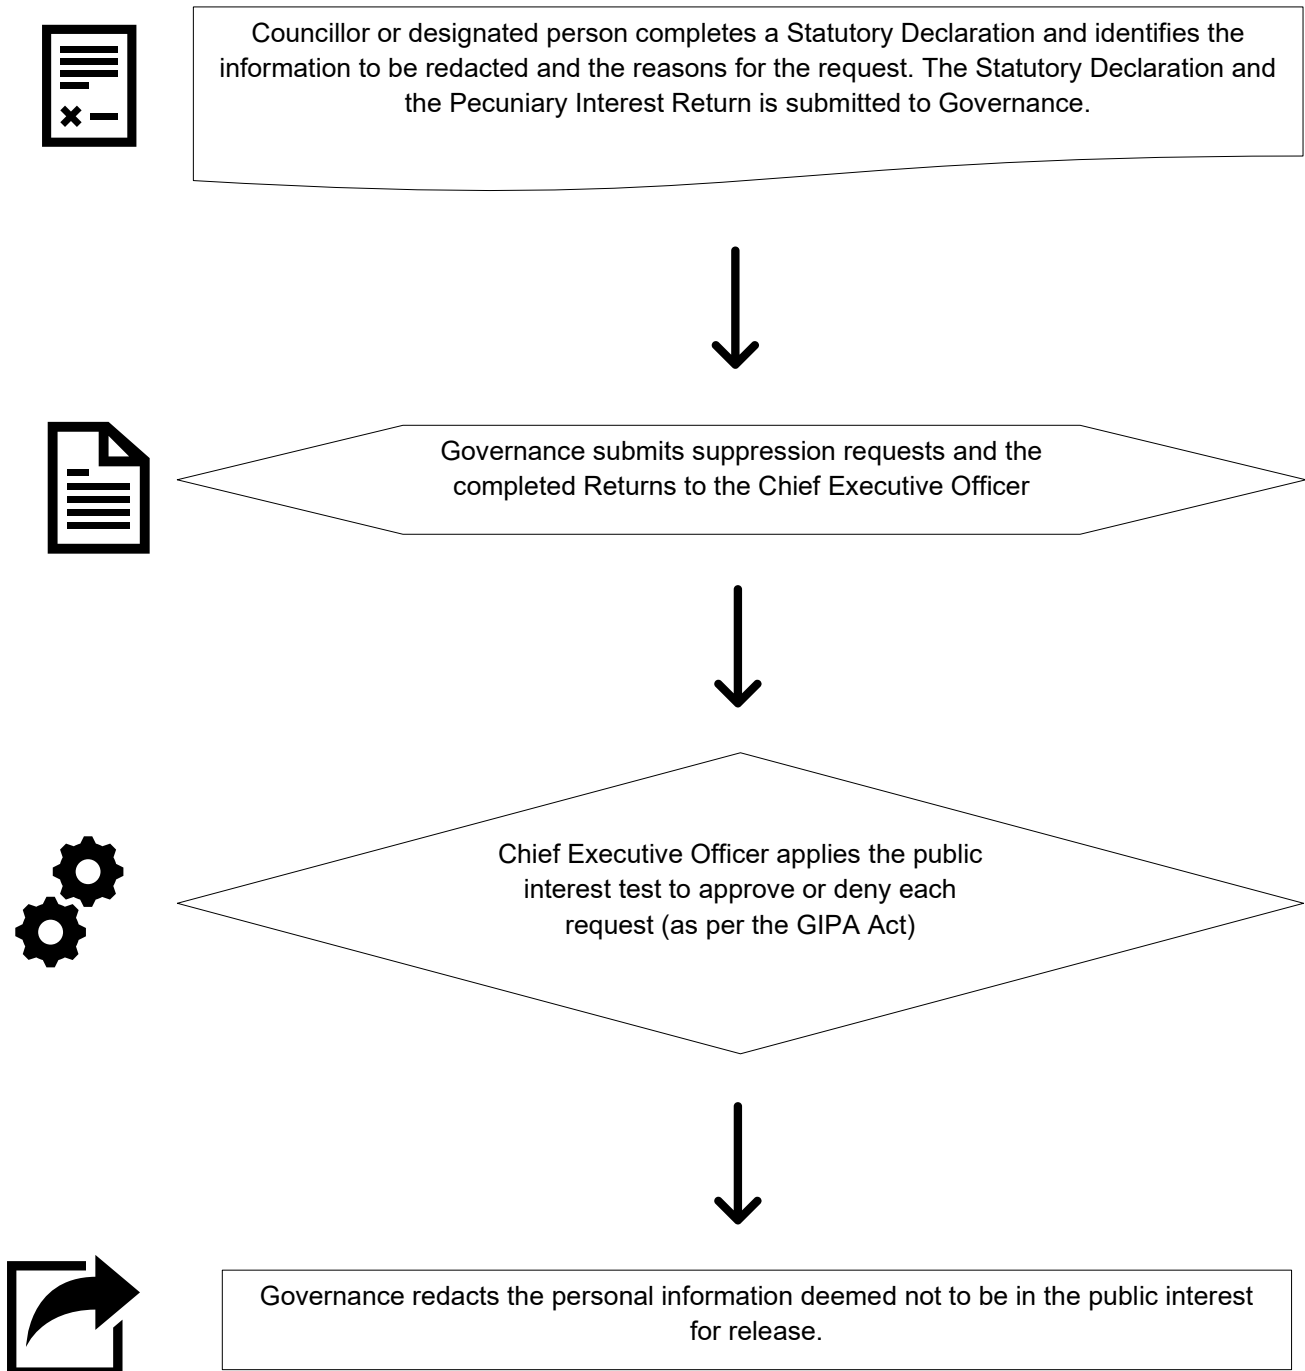 Councillor or designated person completes a Statutory Declaration and identifies the
information to be redacted and the reasons for the request. The Statutory Declaration and
the Pecuniary Interest Return is submitted to Governance.
Governance submits suppression requests and the
completed Returns to the Chief Executive Officer
Chief Executive Officer applies the public
interest test to approve or deny each
request (as per the GIPA Act)
Governance redacts the personal information deemed not to be in the public interest
for release.